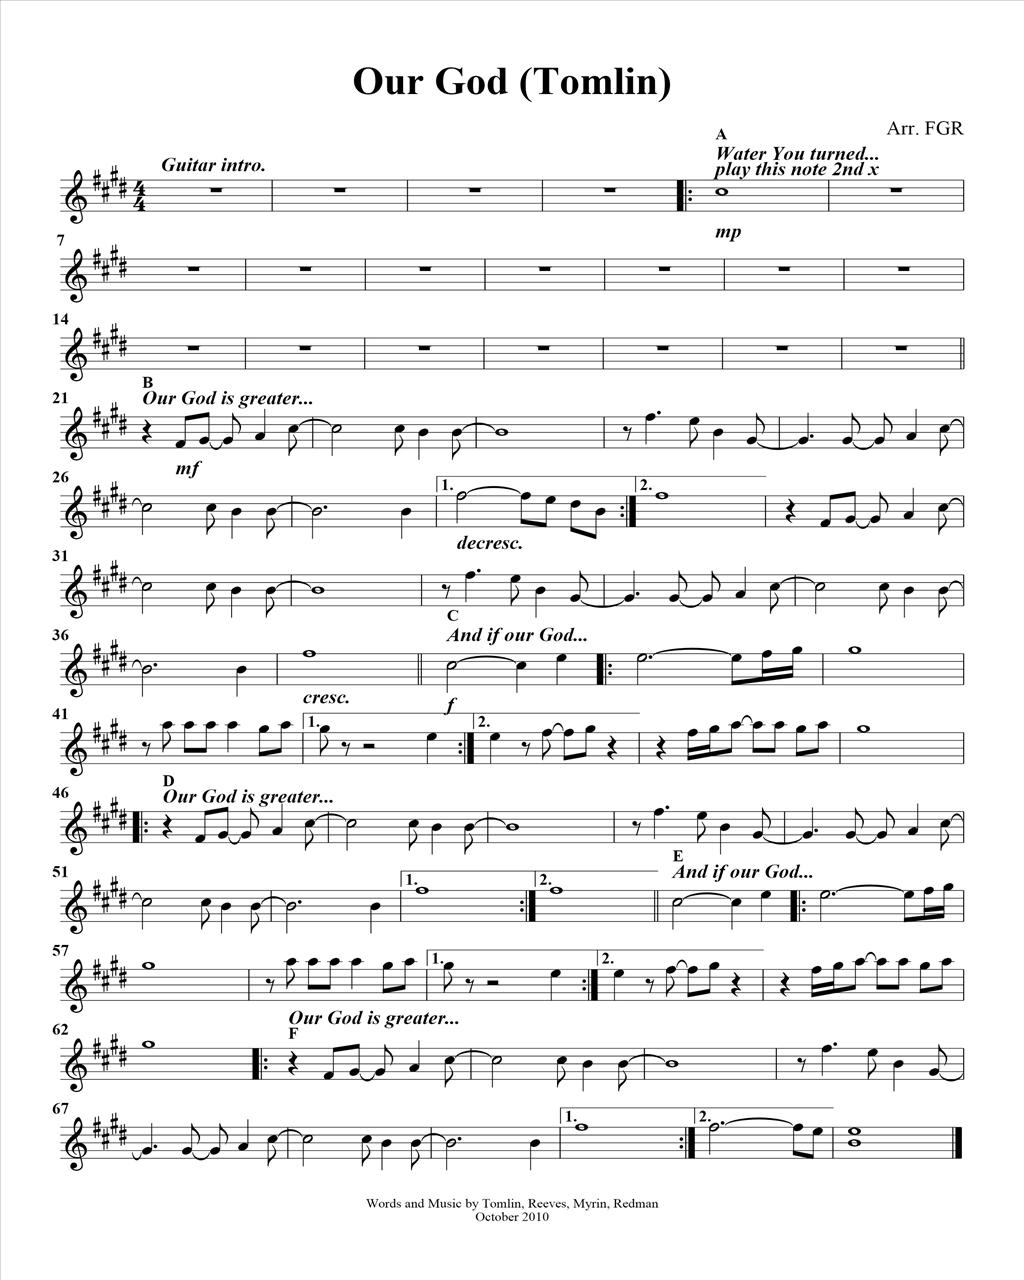 Our God (Tomlin)
Arr. FGR
A
Water You turned...
Guitar intro.
play this note 2nd x
4
4
mp
7
14
B
21
Our God is greater...
mf
26
1.
2.
decresc.
31
C
36
And if our God...
cresc.
f
41
1.
2.
D
46
Our God is greater...
E
51
And if our God...
1.
2.
57
1.
2.
Our God is greater...
62
F
67
1.
2.
Words and Music by Tomlin, Reeves, Myrin, Redman
October 2010